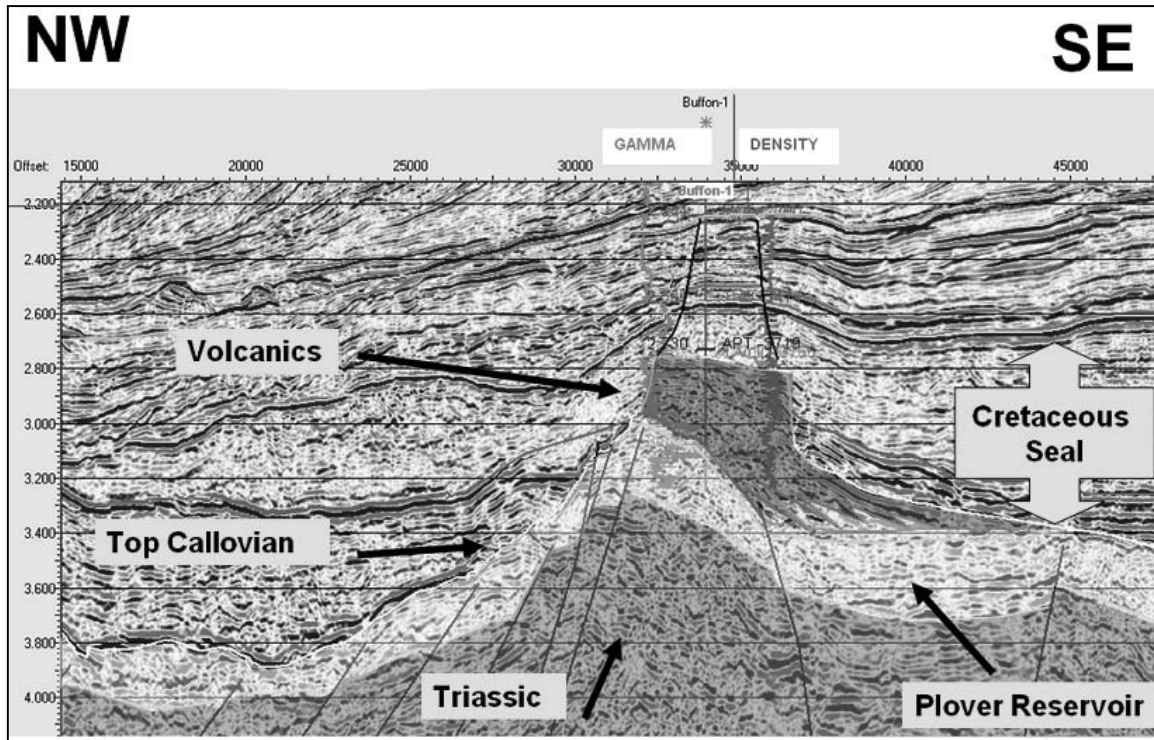 NW
SE
Buffon-1
GAMMA
DENSITY
Offset: 15000 20000 25000 30000 35000 40000 45000
Buffon-1
2.200
2.400
2.600
2.800
3.000
3.200
3.400
3.600
3.800
4.000
Volcanics
Cretaceous
Seal
Top Callovian
Triassic
Plover Reservoir